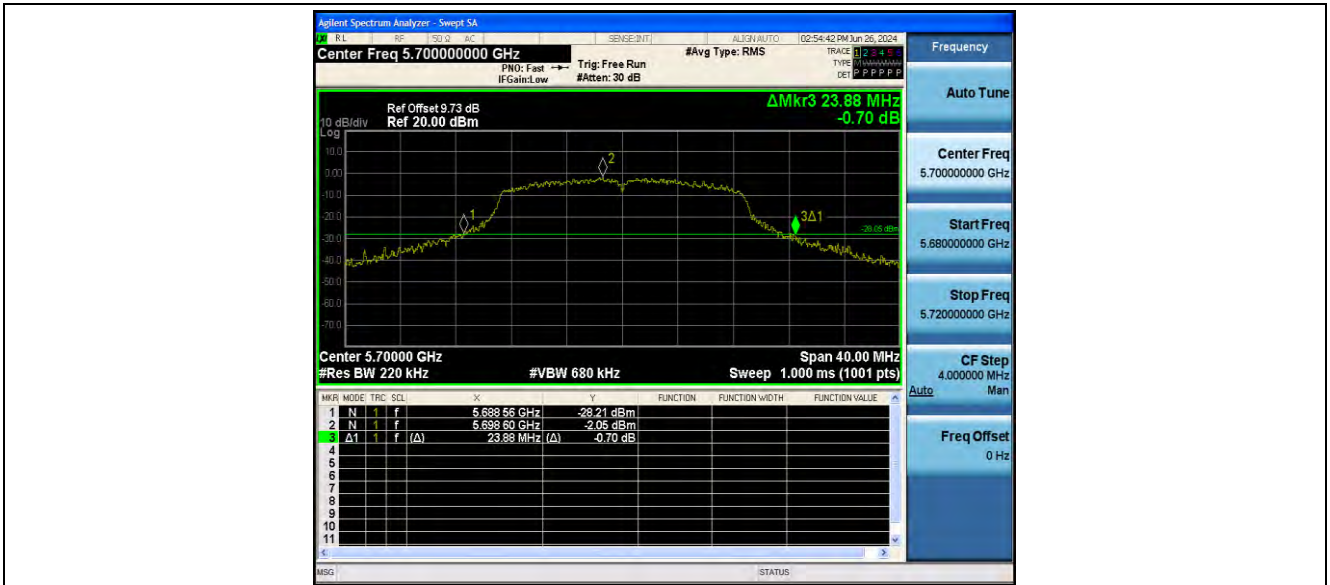 Agilent Spectrum Analyzer - Swept SA
RL RF 50 Ω AC SENSE:INT ALIGNAUTO 02:54:42 PM Jun 26, 2024
Center Freq 5.700000000 GHz #Avg Type: RMS TRACE 1 2 3 4 5 6
PNO: Fast Trig: Free Run TYPE
IFGain:Low #Atten: 30 dB DET P P P P P P
ΔMkr3 23.88 MHz
-0.70 dB
Ref Offset 9.73 dB
10 dB/div Ref 20.00 dBm
Log
10.0
0.00
-10.0
-20.0
-30.0
-40.0
-50.0
-60.0
-70.0
1
2
3Δ1
-28.05 dBm
Center 5.70000 GHz Span 40.00 MHz
#Res BW 220 kHz #VBW 680 kHz Sweep 1.000 ms (1001 pts)
MKR MODE TRC SCL X Y FUNCTION FUNCTION WIDTH FUNCTION VALUE
1 N 1 f 5.688 56 GHz -28.21 dBm
2 N 1 f 5.698 60 GHz -2.05 dBm
3 Δ1 1 f (Δ) 23.88 MHz (Δ) -0.70 dB
4
5
6
7
8
9
10
11
MSG STATUS
Frequency
Auto Tune
Center Freq
5.700000000 GHz
Start Freq
5.680000000 GHz
Stop Freq
5.720000000 GHz
CF Step
4.000000 MHz
Auto Man
Freq Offset
0 Hz